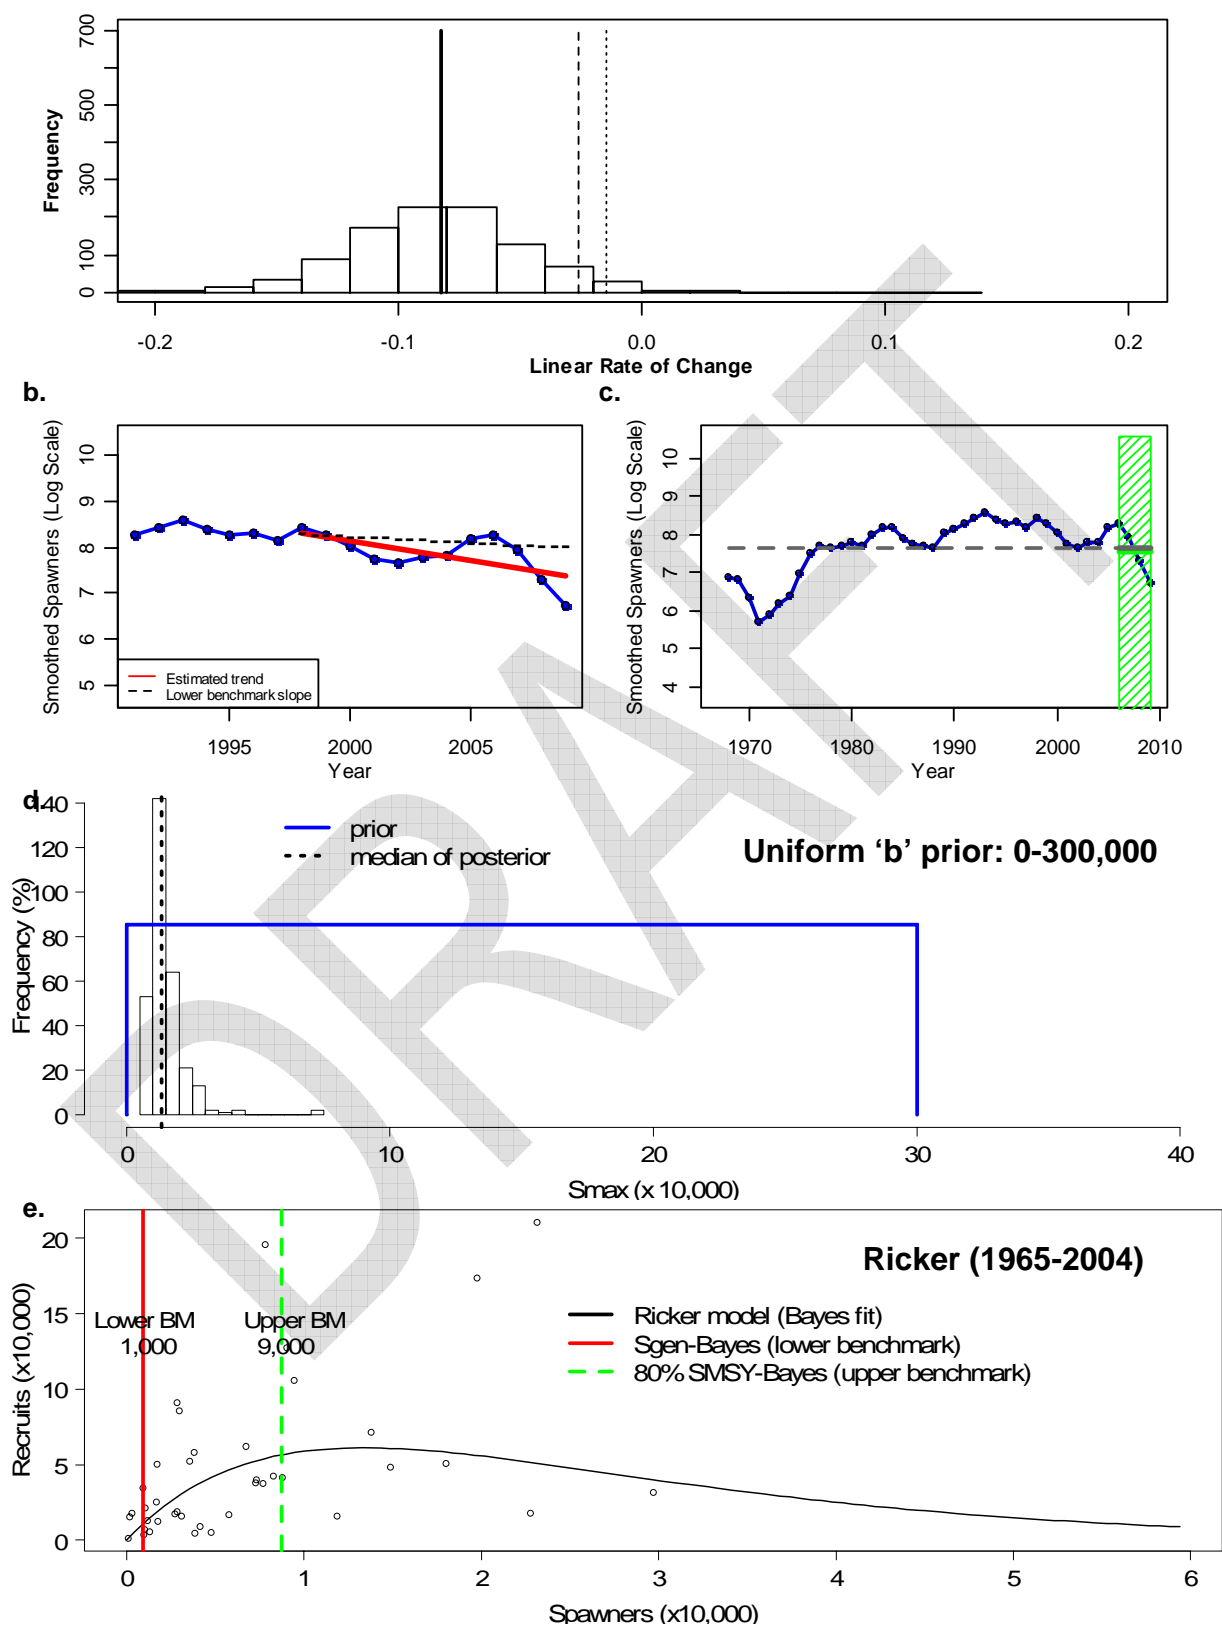 700
500
300
100
0
Frequency
-0.2
-0.1
0.0
0.1
0.2
Linear Rate of Change
b.
Smoothed Spawners (Log Scale)
10
9
8
7
6
5
Estimated trend
Lower benchmark slope
1995
2000
2005
Year
c.
Smoothed Spawners (Log Scale)
10
9
8
7
6
5
4
1970
1980
1990
2000
2010
Year
d.
140
120
100
80
60
40
20
0
Frequency (%)
prior
median of posterior
Uniform ‘b’ prior: 0-300,000
0
10
20
30
40
Smax (x 10,000)
e.
20
15
10
5
0
Recruits (x10,000)
Lower BM
1,000
Upper BM
9,000
Ricker (1965-2004)
Ricker model (Bayes fit)
Sgen-Bayes (lower benchmark)
80% SMSY-Bayes (upper benchmark)
0
1
2
3
4
5
6
Spawners (x10,000)
DRAFT